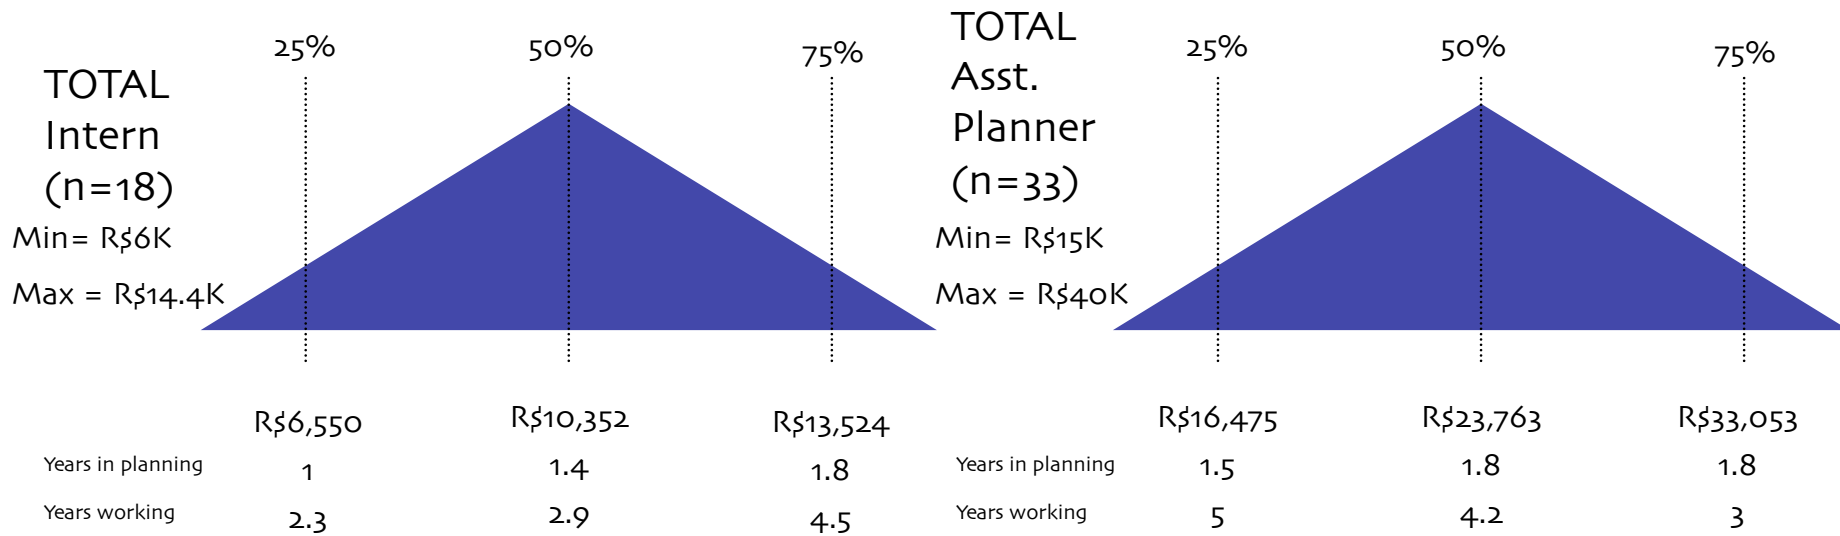 TOTAL
Intern
(n=18)
Min= R$6K
Max = R$14.4K
25%
50%
75%
R$6,550
R$10,352
R$13,524
Years in planning
1
1.4
1.8
Years working
2.3
2.9
4.5
TOTAL
Asst.
Planner
(n=33)
Min= R$15K
Max = R$40K
25%
50%
75%
R$16,475
R$23,763
R$33,053
Years in planning
1.5
1.8
1.8
Years working
5
4.2
3